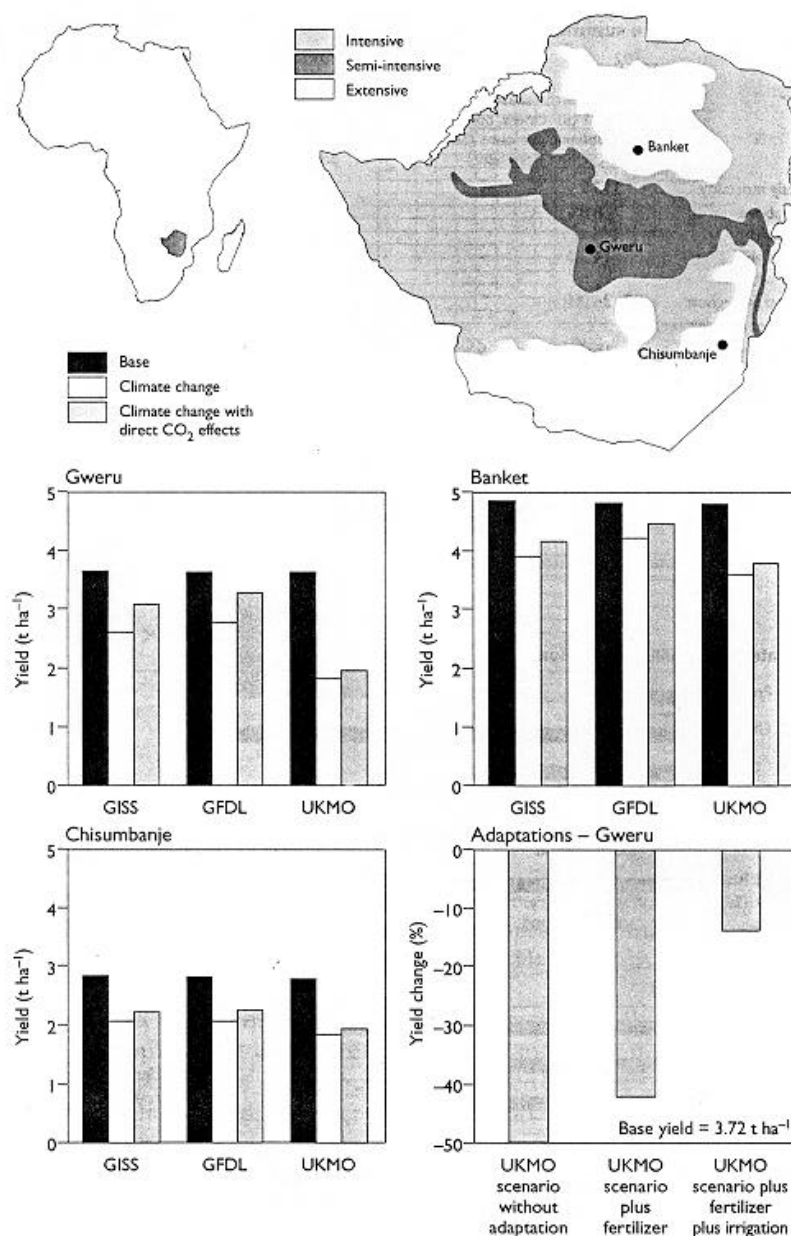 Intensive
Semi-intensive
Extensive
Banket
Gweru
Chisumbanje
Base
Climate change
Climate change with
direct CO₂ effects
Gweru
5
4
3
2
1
0
Yield (t ha⁻¹)
GISS GFDL UKMO
Banket
5
4
3
2
1
0
Yield (t ha⁻¹)
GISS GFDL UKMO
Chisumbanje
5
4
3
2
1
0
Yield (t ha⁻¹)
GISS GFDL UKMO
Adaptations – Gweru
0
–10
–20
–30
–40
–50
Yield change (%)
Base yield = 3.72 t ha⁻¹
UKMO
scenario
without
adaptation
UKMO
scenario
plus
fertilizer
UKMO
scenario plus
fertilizer
plus irrigation